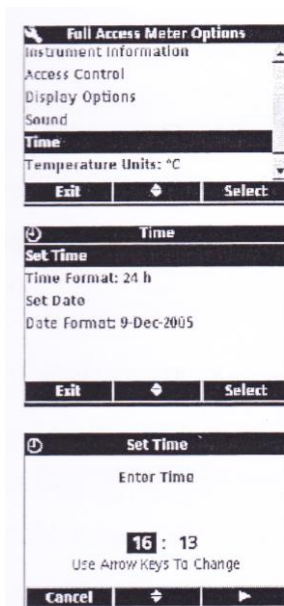 Full Access Meter Options
Instrument Information
Access Control
Display Options
Sound
Time
Temperature Units: °C
Exit Select
Time
Set Time
Time Format: 24 h
Set Date
Date Format: 9-Dec-2005
Exit Select
Set Time
Enter Time
16 : 13
Use Arrow Keys To Change
Cancel